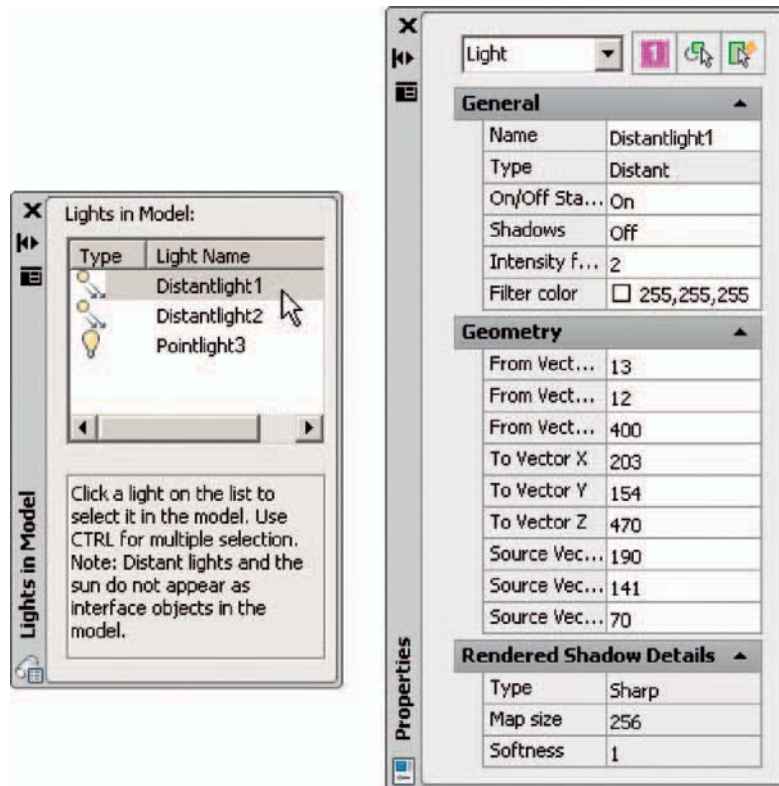 Lights in Model:
Type Light Name
Distantlight1
Distantlight2
Pointlight3
Click a light on the list to
select it in the model. Use
CTRL for multiple selection.
Note: Distant lights and the
sun do not appear as
interface objects in the
model.
Lights in Model
Light
1
General
Name Distantlight1
Type Distant
On/Off Sta... On
Shadows Off
Intensity f... 2
Filter color 255,255,255
Geometry
From Vect... 13
From Vect... 12
From Vect... 400
To Vector X 203
To Vector Y 154
To Vector Z 470
Source Vec... 190
Source Vec... 141
Source Vec... 70
Rendered Shadow Details
Type Sharp
Map size 256
Softness 1
Properties